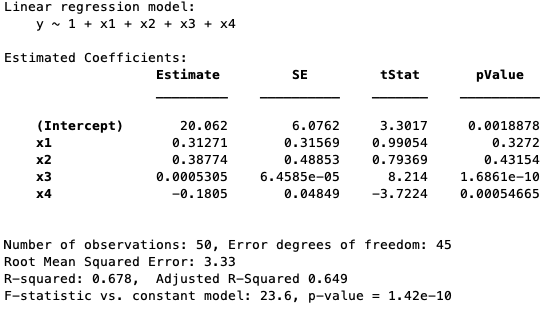 Linear regression model:
y ~ 1 + x1 + x2 + x3 + x4
Estimated Coefficients:
Estimate SE tStat pValue
(Intercept) 20.062 6.0762 3.3017 0.0018878
x1 0.31271 0.31569 0.99054 0.3272
x2 0.38774 0.48853 0.79369 0.43154
x3 0.0005305 6.4585e-05 8.214 1.6861e-10
x4 -0.1805 0.04849 -3.7224 0.00054665
Number of observations: 50, Error degrees of freedom: 45
Root Mean Squared Error: 3.33
R-squared: 0.678, Adjusted R-Squared 0.649
F-statistic vs. constant model: 23.6, p-value = 1.42e-10